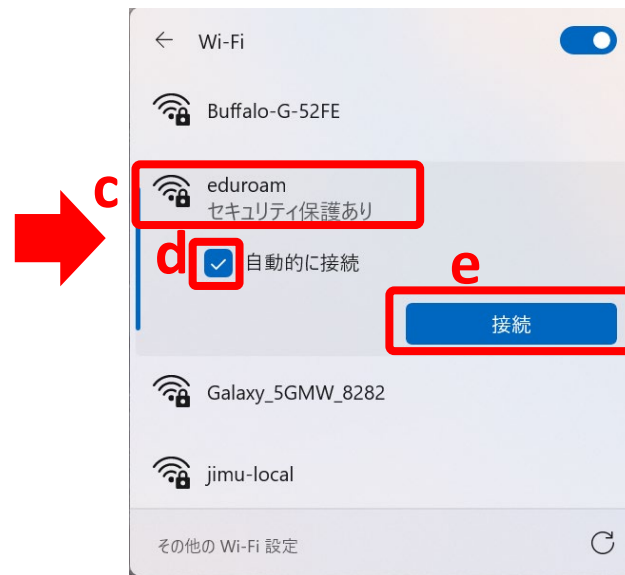 Wi-Fi
Buffalo-G-52FE
c
eduroam
セキュリティ保護あり
d
自動的に接続
e
接続
Galaxy_5GMW_8282
jimu-local
その他の Wi-Fi 設定